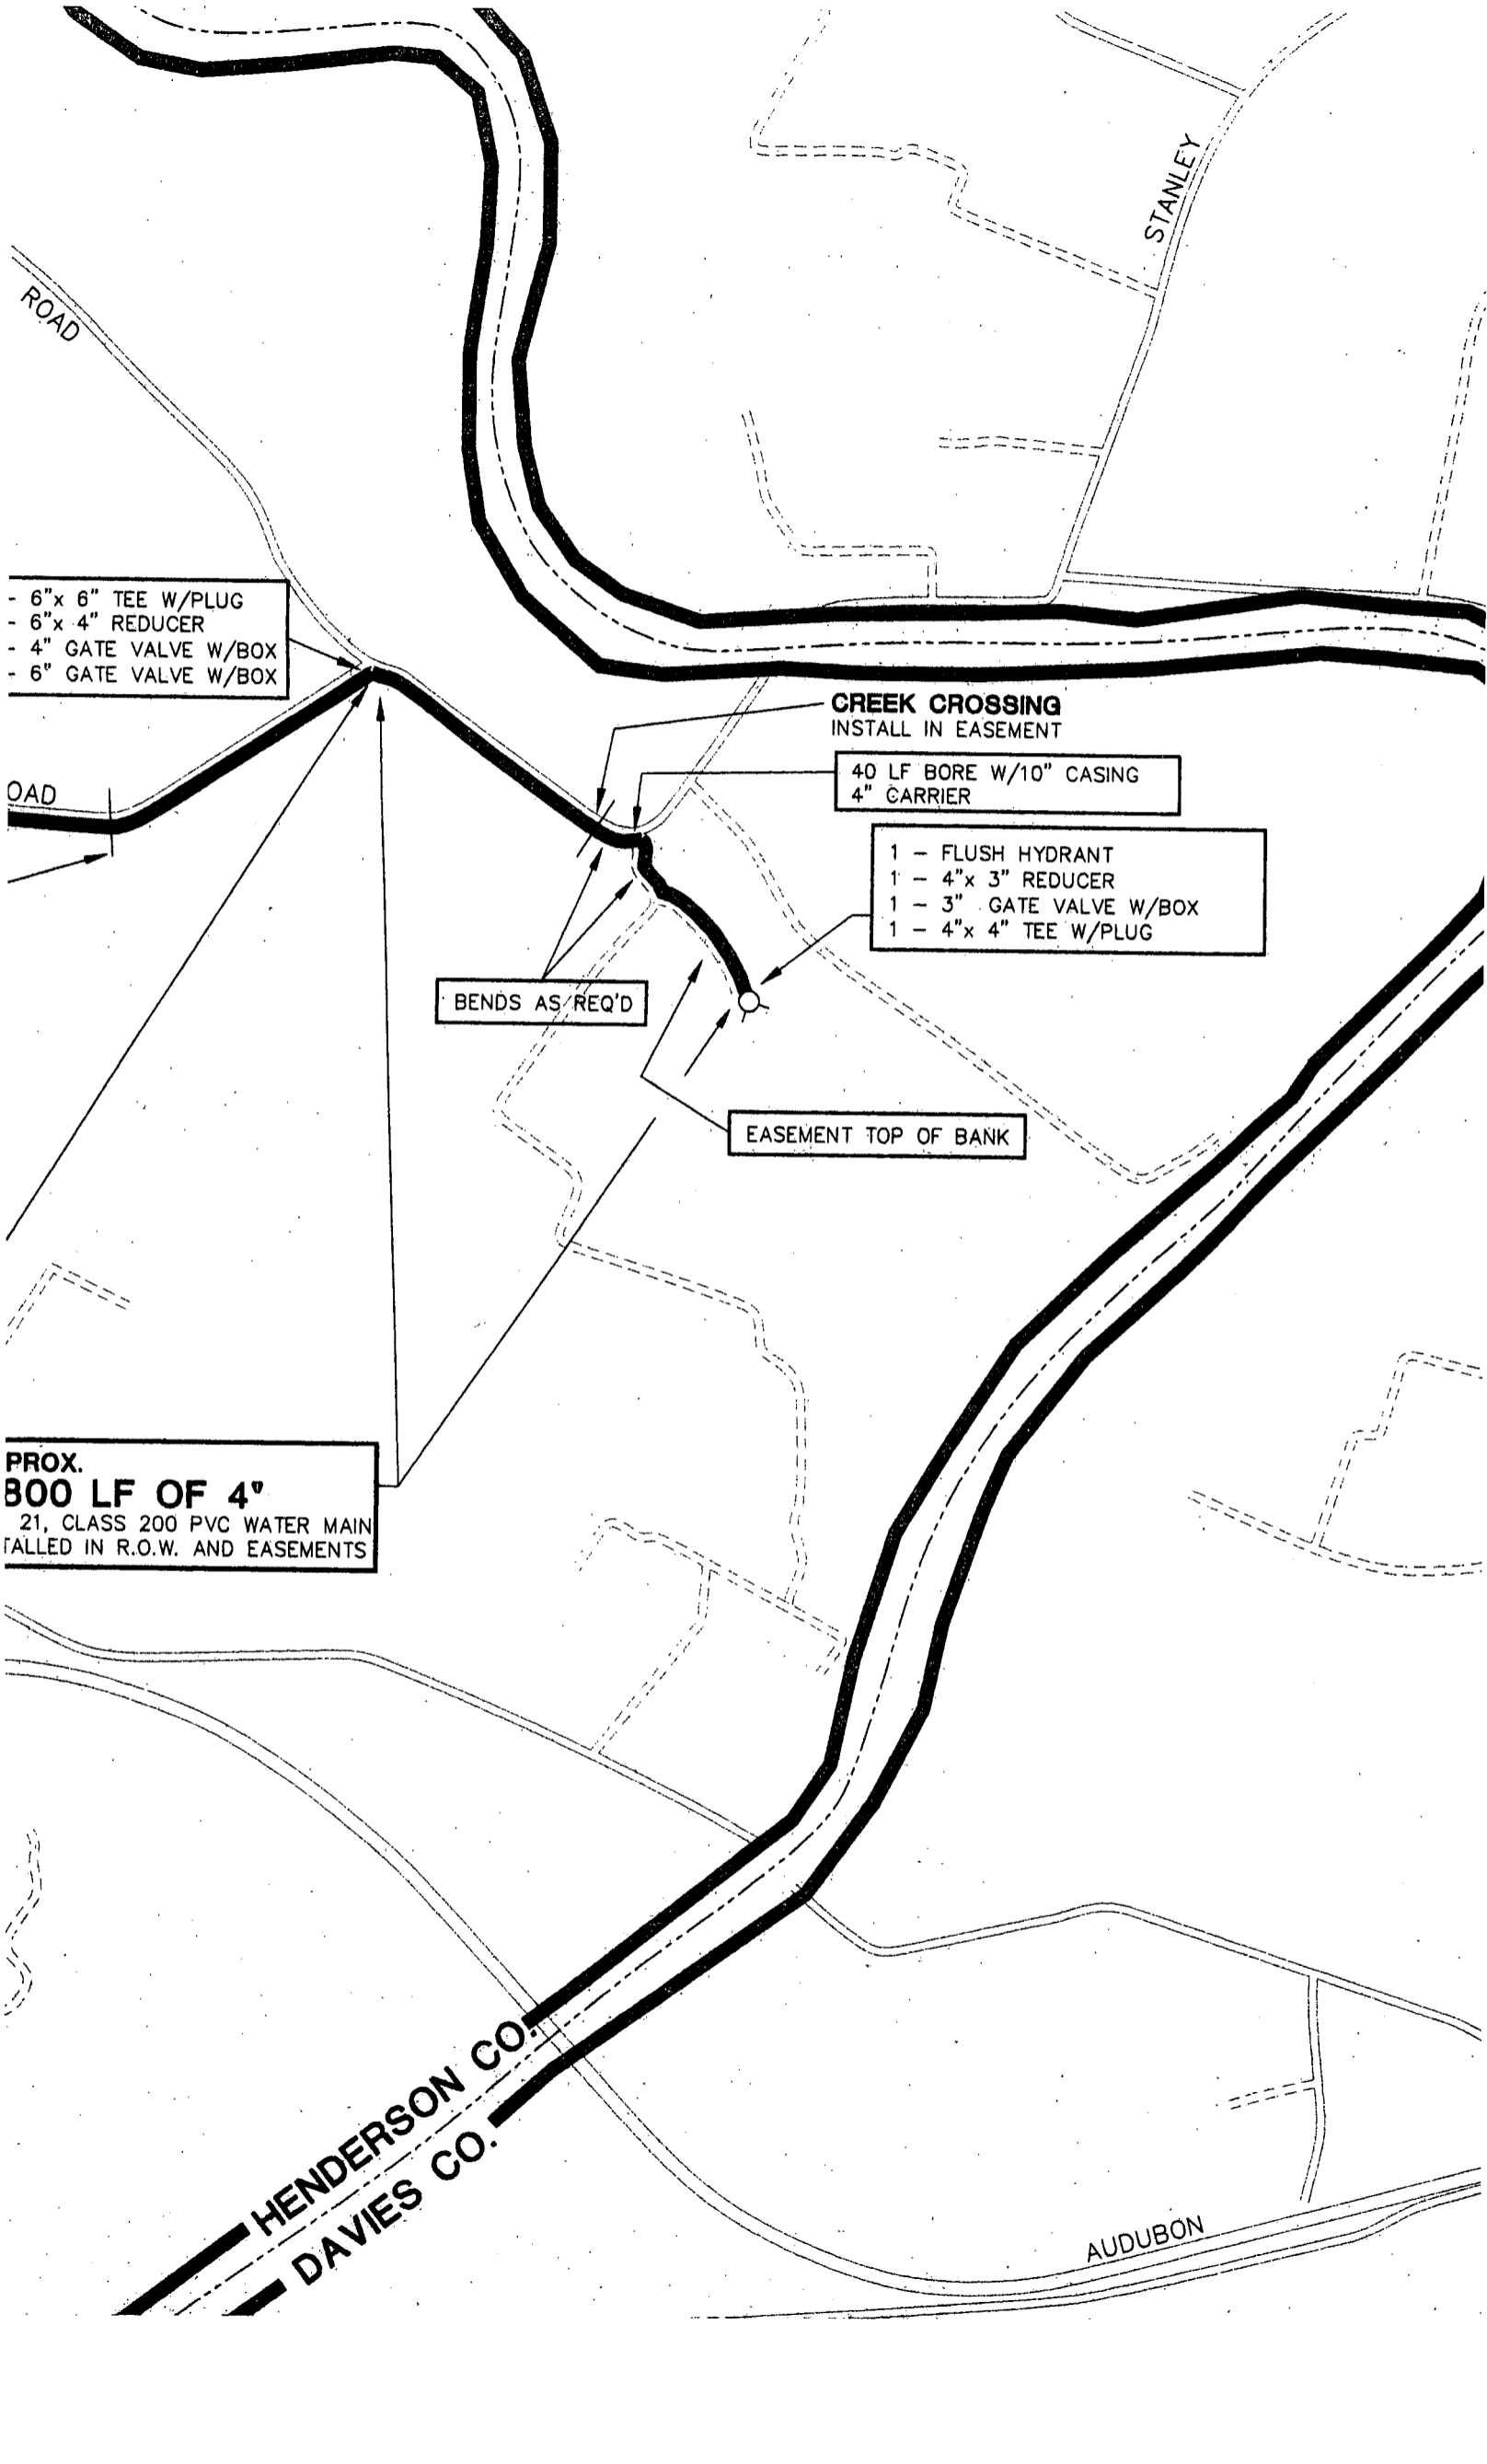 STANLEY
ROAD
- 6"x 6" TEE W/PLUG
- 6"x 4" REDUCER
- 4" GATE VALVE W/BOX
- 6" GATE VALVE W/BOX
CREEK CROSSING
INSTALL IN EASEMENT
40 LF BORE W/10" CASING
4" CARRIER
OAD
1 - FLUSH HYDRANT
1 - 4"x 3" REDUCER
1 - 3" GATE VALVE W/BOX
1 - 4"x 4" TEE W/PLUG
BENDS AS REQ'D
EASEMENT TOP OF BANK
PROX.
800 LF OF 4"
21, CLASS 200 PVC WATER MAIN
TALLED IN R.O.W. AND EASEMENTS
HENDERSON CO.
DAVIES CO.
AUDUBON